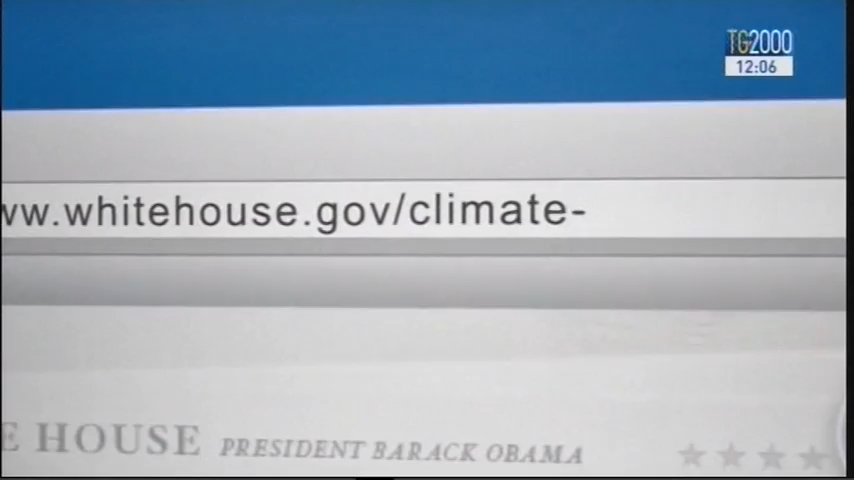 TG2000
12:06
ww.whitehouse.gov/climate-
E HOUSE PRESIDENT BARACK OBAMA